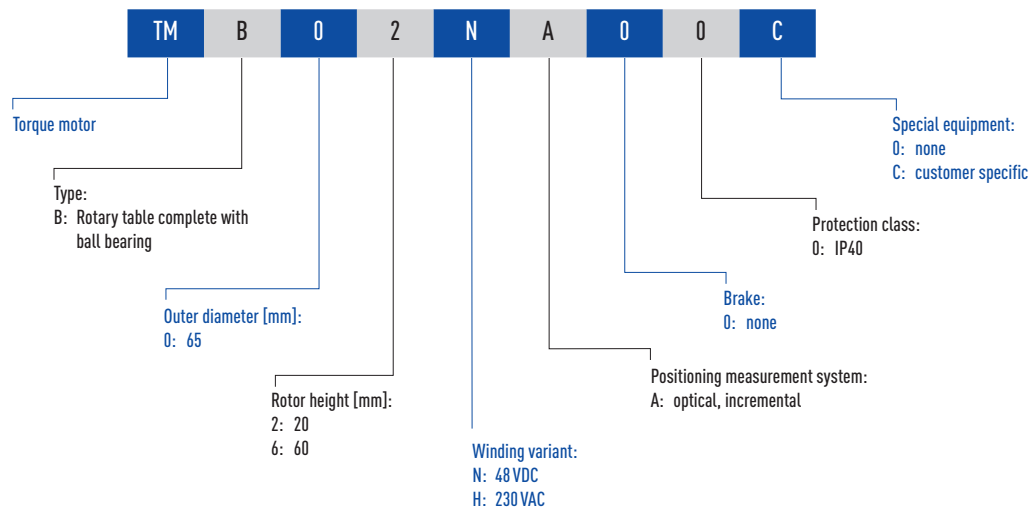 TM B 0 2 N A 0 0 C
Torque motor
Special equipment:
0: none
C: customer specific
Type:
B: Rotary table complete with
ball bearing
Protection class:
0: IP40
Outer diameter [mm]:
0: 65
Brake:
0: none
Rotor height [mm]:
2: 20
6: 60
Positioning measurement system:
A: optical, incremental
Winding variant:
N: 48 VDC
H: 230 VAC